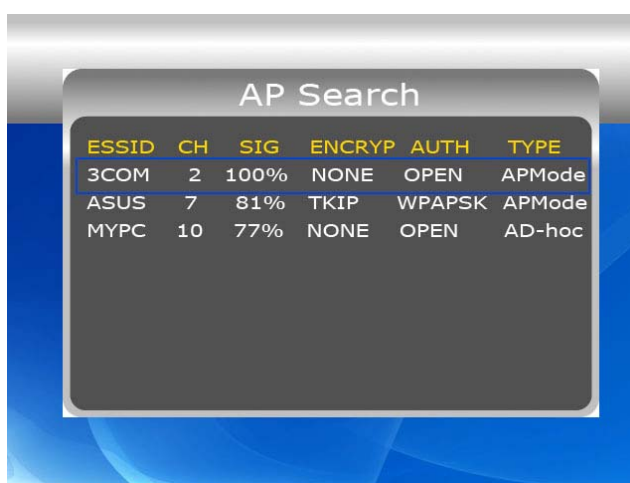 AP Search
ESSID CH SIG ENCRYP AUTH TYPE
3COM 2 100% NONE OPEN APMode
ASUS 7 81% TKIP WPAPSK APMode
MYPC 10 77% NONE OPEN AD-hoc